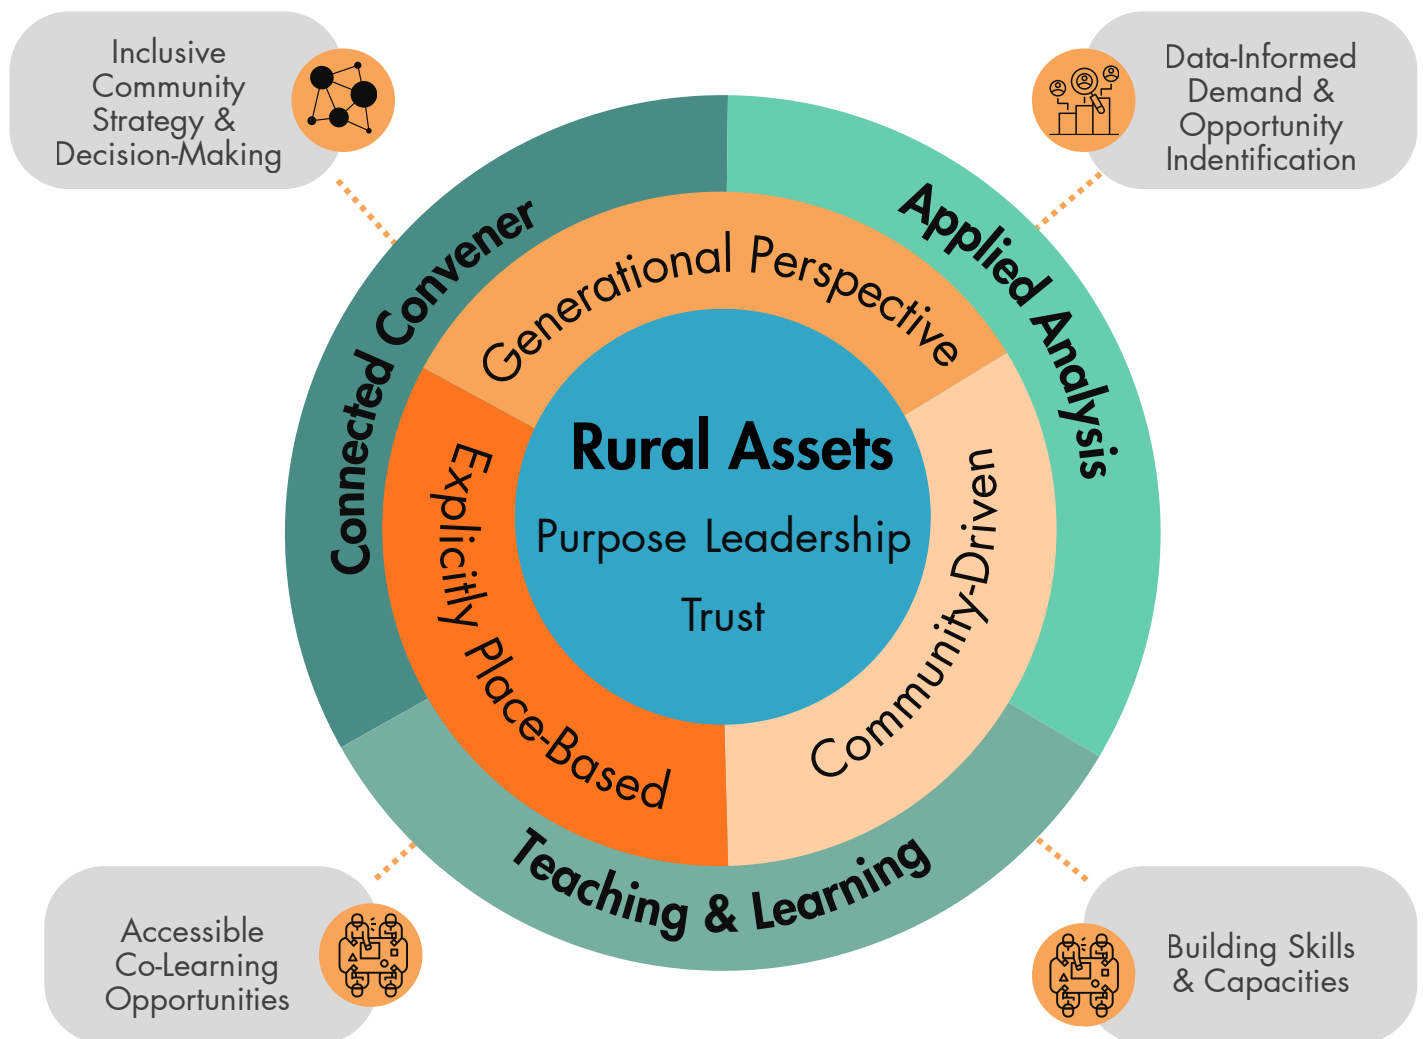 Inclusive
Community
Strategy &
Decision-Making
Data-Informed
Demand &
Opportunity
Indentification
Connected Convener
Applied Analysis
Generational Perspective
Rural Assets
Purpose Leadership
Trust
Explicitly Place-Based
Community-Driven
Teaching & Learning
Accessible
Co-Learning
Opportunities
Building Skills
& Capacities